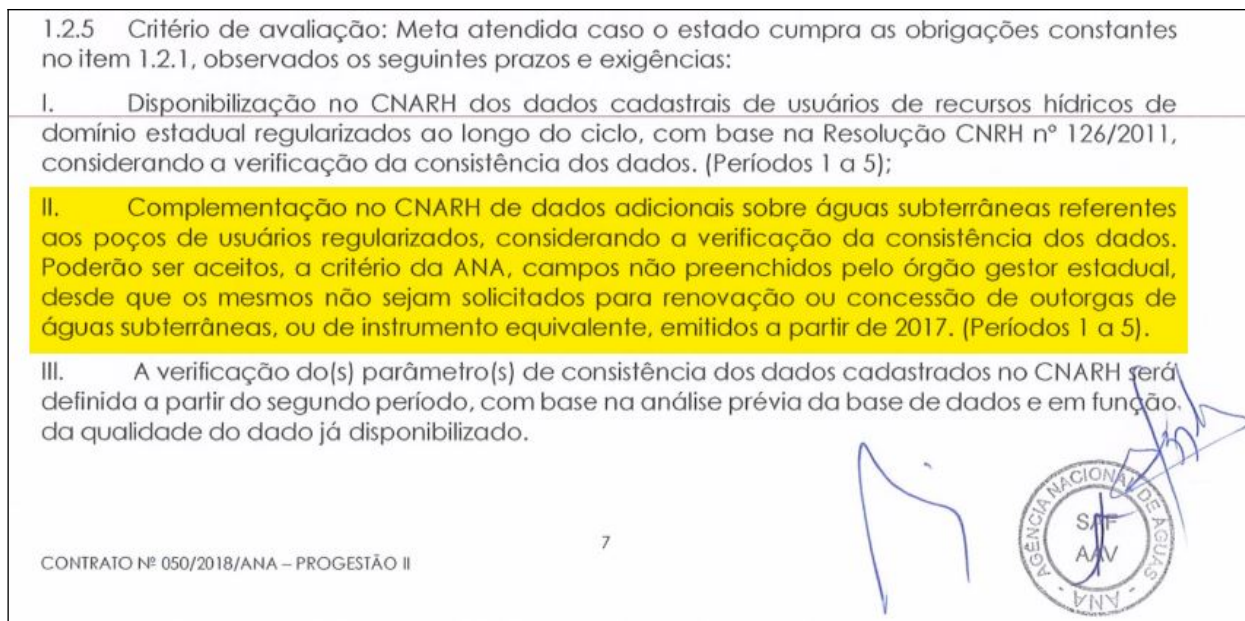 1.2.5 Critério de avaliação: Meta atendida caso o estado cumpra as obrigações constantes
no item 1.2.1, observados os seguintes prazos e exigências:
I. Disponibilização no CNARH dos dados cadastrais de usuários de recursos hídricos de
domínio estadual regularizados ao longo do ciclo, com base na Resolução CNRH nº 126/2011,
considerando a verificação da consistência dos dados. (Períodos 1 a 5);
II. Complementação no CNARH de dados adicionais sobre águas subterrâneas referentes
aos poços de usuários regularizados, considerando a verificação da consistência dos dados.
Poderão ser aceitos, a critério da ANA, campos não preenchidos pelo órgão gestor estadual,
desde que os mesmos não sejam solicitados para renovação ou concessão de outorgas de
águas subterrâneas, ou de instrumento equivalente, emitidos a partir de 2017. (Períodos 1 a 5).
III. A verificação do(s) parâmetro(s) de consistência dos dados cadastrados no CNARH será
definida a partir do segundo período, com base na análise prévia da base de dados e em função
da qualidade do dado já disponibilizado.
7
CONTRATO Nº 050/2018/ANA – PROGESTÃO II
AGÊNCIA NACIONAL DE ÁGUAS - ANA -
SAF
AAV